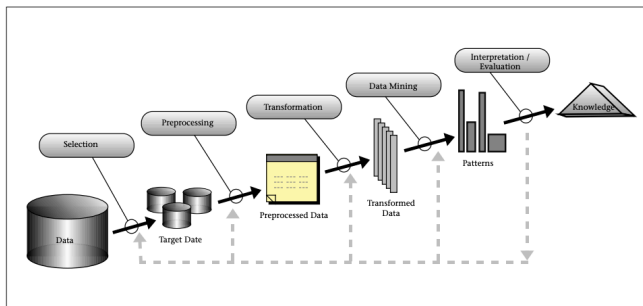 Interpretation /
Evaluation
Data Mining
Transformation
Preprocessing
Selection
Knowledge
Patterns
Transformed
Data
Preprocessed Data
Target Date
Data